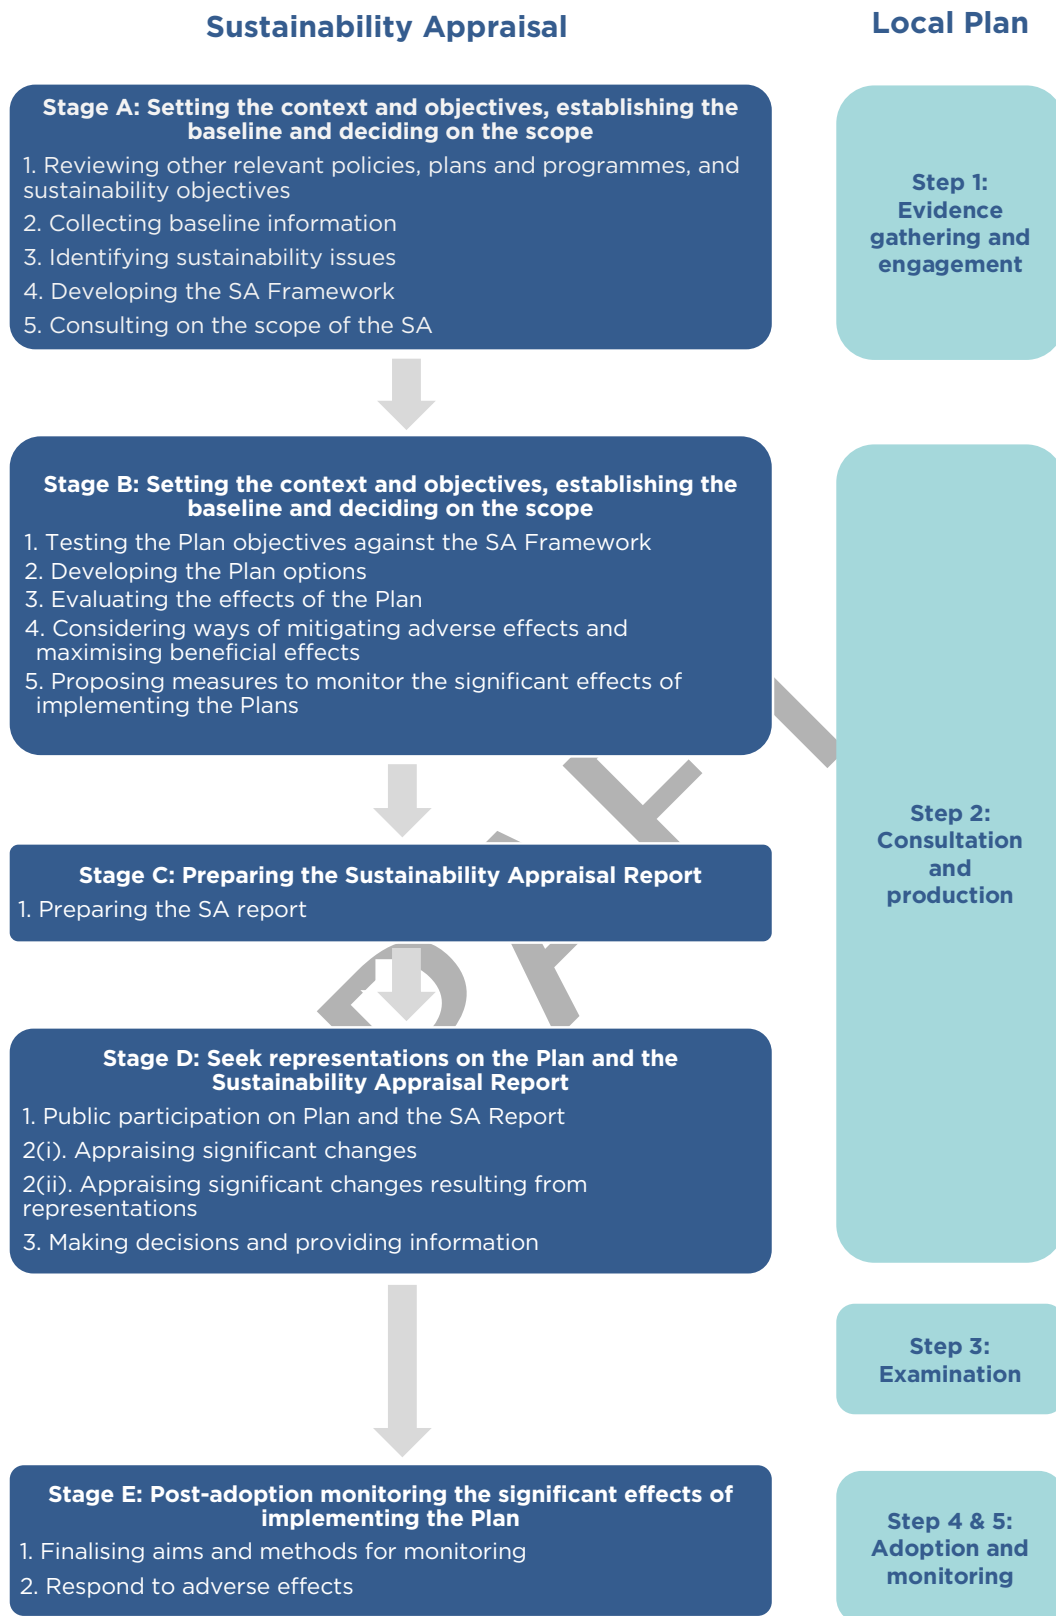 Sustainability Appraisal
Local Plan
Stage A: Setting the context and objectives, establishing the
baseline and deciding on the scope
1. Reviewing other relevant policies, plans and programmes, and
sustainability objectives
2. Collecting baseline information
3. Identifying sustainability issues
4. Developing the SA Framework
5. Consulting on the scope of the SA
Step 1:
Evidence
gathering and
engagement
Stage B: Setting the context and objectives, establishing the
baseline and deciding on the scope
1. Testing the Plan objectives against the SA Framework
2. Developing the Plan options
3. Evaluating the effects of the Plan
4. Considering ways of mitigating adverse effects and
maximising beneficial effects
5. Proposing measures to monitor the significant effects of
implementing the Plans
Stage C: Preparing the Sustainability Appraisal Report
1. Preparing the SA report
Stage D: Seek representations on the Plan and the
Sustainability Appraisal Report
1. Public participation on Plan and the SA Report
2(i). Appraising significant changes
2(ii). Appraising significant changes resulting from
representations
3. Making decisions and providing information
Step 2:
Consultation
and
production
Step 3:
Examination
Stage E: Post-adoption monitoring the significant effects of
implementing the Plan
1. Finalising aims and methods for monitoring
2. Respond to adverse effects
Step 4 & 5:
Adoption and
monitoring